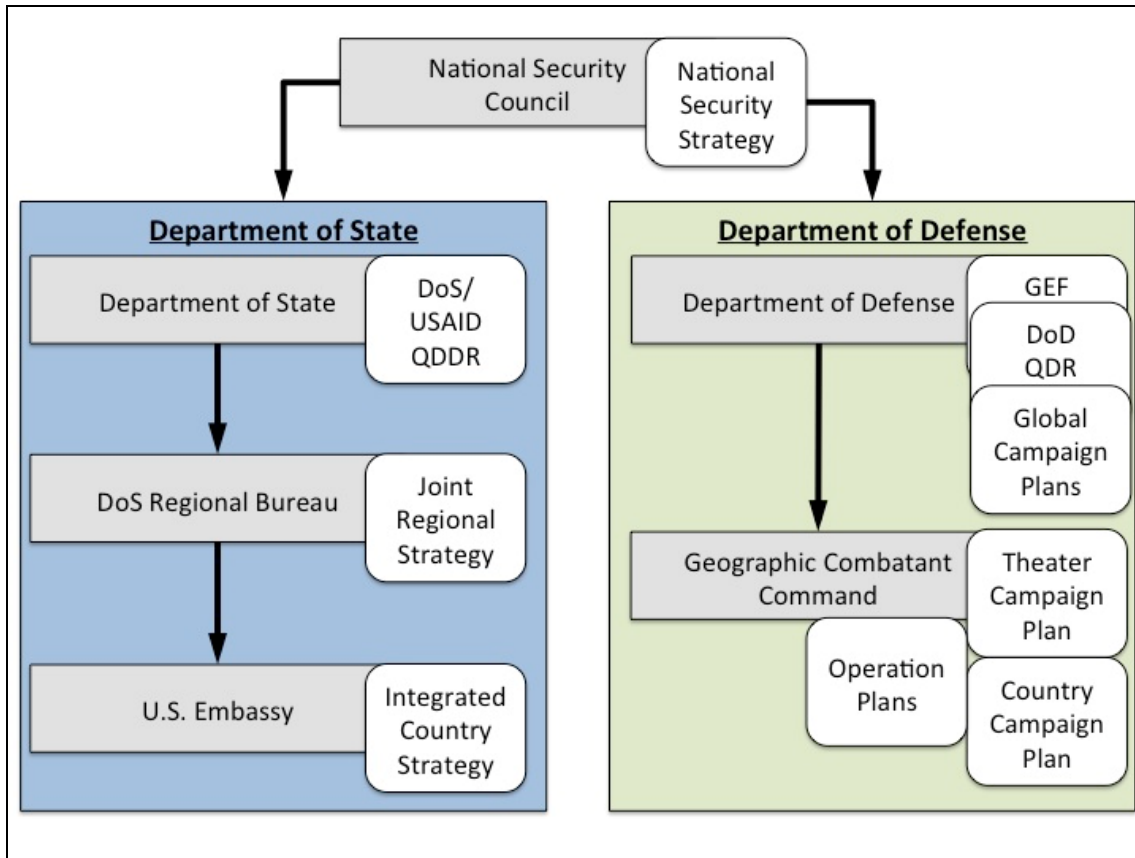 National Security
Council
National
Security
Strategy
Department of State
Department of State
DoS/
USAID
QDDR
DoS Regional Bureau
Joint
Regional
Strategy
U.S. Embassy
Integrated
Country
Strategy
Department of Defense
Department of Defense
GEF
DoD
QDR
Global
Campaign
Plans
Geographic Combatant
Command
Theater
Campaign
Plan
Operation
Plans
Country
Campaign
Plan